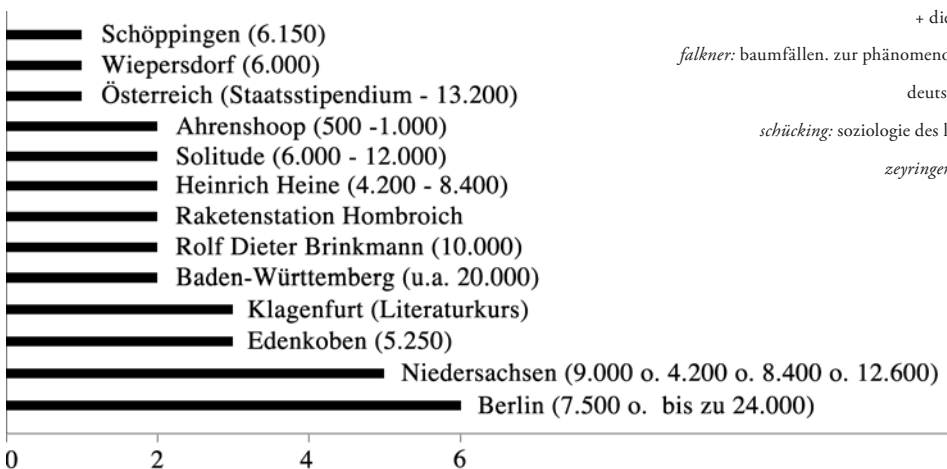 Schöppingen (6.150)
Wiepersdorf (6.000)
Österreich (Staatsstipendium - 13.200)
Ahrenshoop (500 -1.000)
Solitude (6.000 - 12.000)
Heinrich Heine (4.200 - 8.400)
Raketenstation Hombroich
Rolf Dieter Brinkmann (10.000)
Baden-Württemberg (u.a. 20.000)
Klagenfurt (Literaturkurs)
Edenkoben (5.250)
Niedersachsen (9.000 o. 4.200 o. 8.400 o. 12.600)
Berlin (7.500 o. bis zu 24.000)
0 2 4 6
+ die
falkner: baumfällen. zur phänomeno
deuts
schücking: soziologie des l
zeyringer